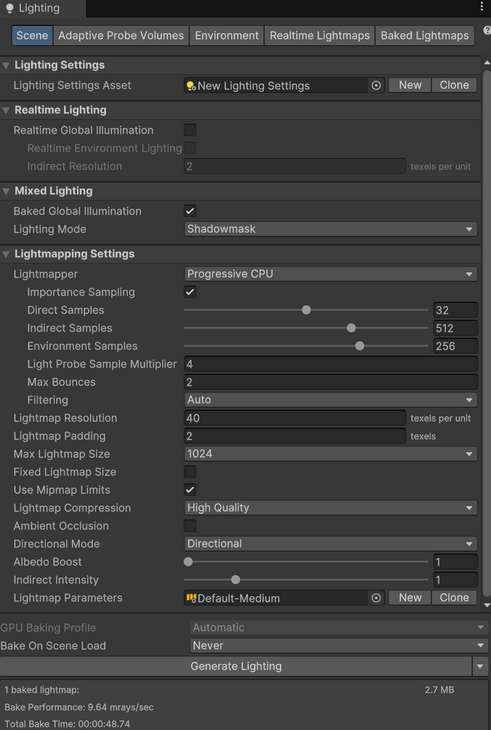 Lighting
Scene Adaptive Probe Volumes Environment Realtime Lightmaps Baked Lightmaps
Lighting Settings
Lighting Settings Asset New Lighting Settings New Clone
Realtime Lighting
Realtime Global Illumination
Realtime Environment Lighting
Indirect Resolution 2 texels per unit
Mixed Lighting
Baked Global Illumination
Lighting Mode Shadowmask
Lightmapping Settings
Lightmapper Progressive CPU
Importance Sampling
Direct Samples 32
Indirect Samples 512
Environment Samples 256
Light Probe Sample Multiplier 4
Max Bounces 2
Filtering Auto
Lightmap Resolution 40 texels per unit
Lightmap Padding 2 texels
Max Lightmap Size 1024
Fixed Lightmap Size
Use Mipmap Limits
Lightmap Compression High Quality
Ambient Occlusion
Directional Mode Directional
Albedo Boost 1
Indirect Intensity 1
Lightmap Parameters Default-Medium New Clone
GPU Baking Profile Automatic
Bake On Scene Load Never
Generate Lighting
1 baked lightmap: 2.7 MB
Bake Performance: 9.64 mrays/sec
Total Bake Time: 00:00:48.74